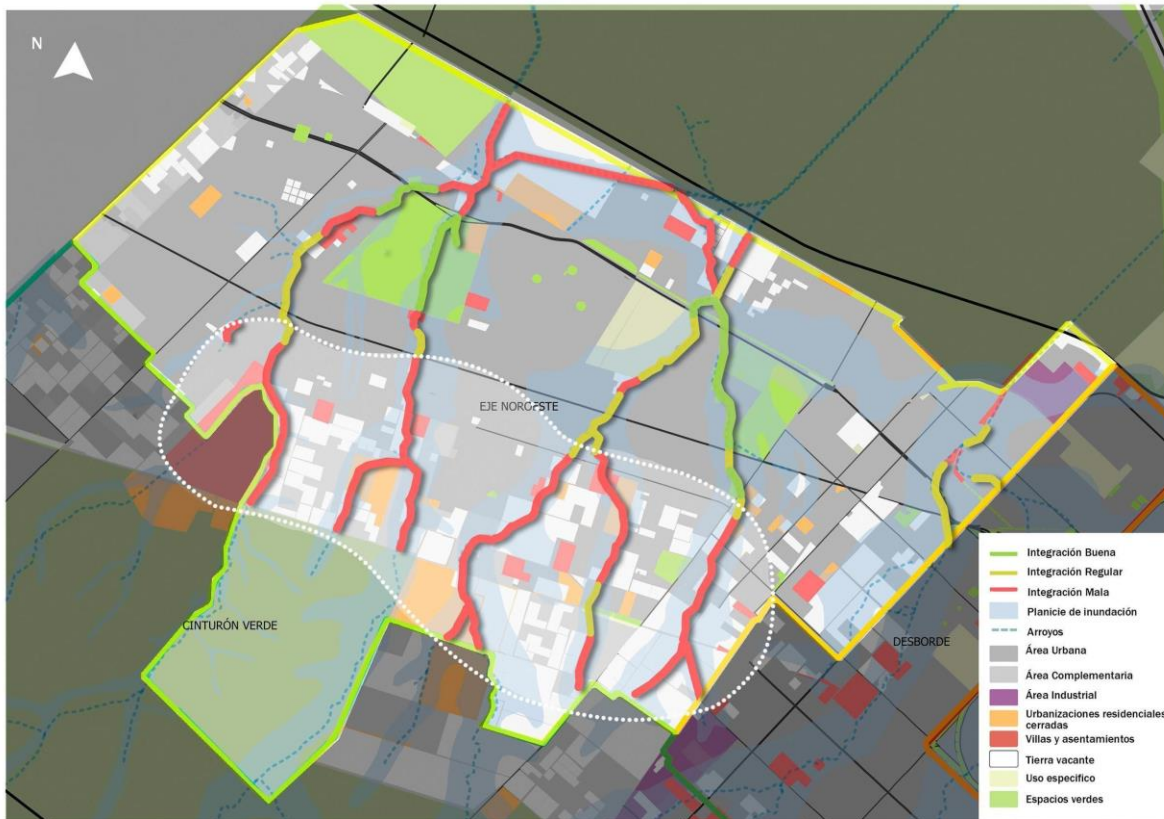 N
EJE NOROESTE
CINTURÓN VERDE
DESBORDE
Integración Buena
Integración Regular
Integración Mala
Planicie de inundación
Arroyos
Área Urbana
Área Complementaria
Área Industrial
Urbanizaciones residenciales
cerradas
Villas y asentamientos
Tierra vacante
Uso especifico
Espacios verdes